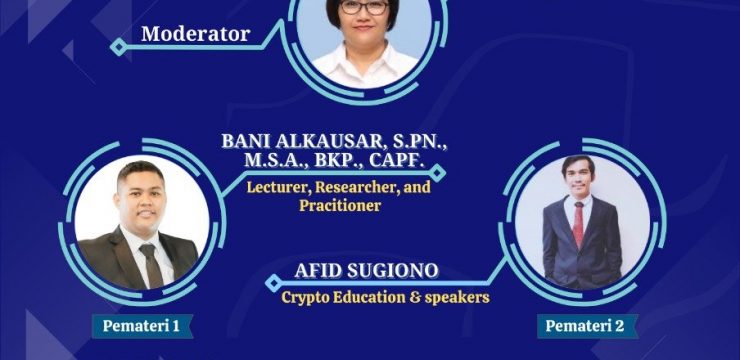 Moderator
BANI ALKAUSAR, S.PN.,
M.S.A., BKP., CAPF.
Lecturer, Researcher, and
Pracitioner
AFID SUGIONO
Crypto Education & speakers
Pemateri 1
Pemateri 2